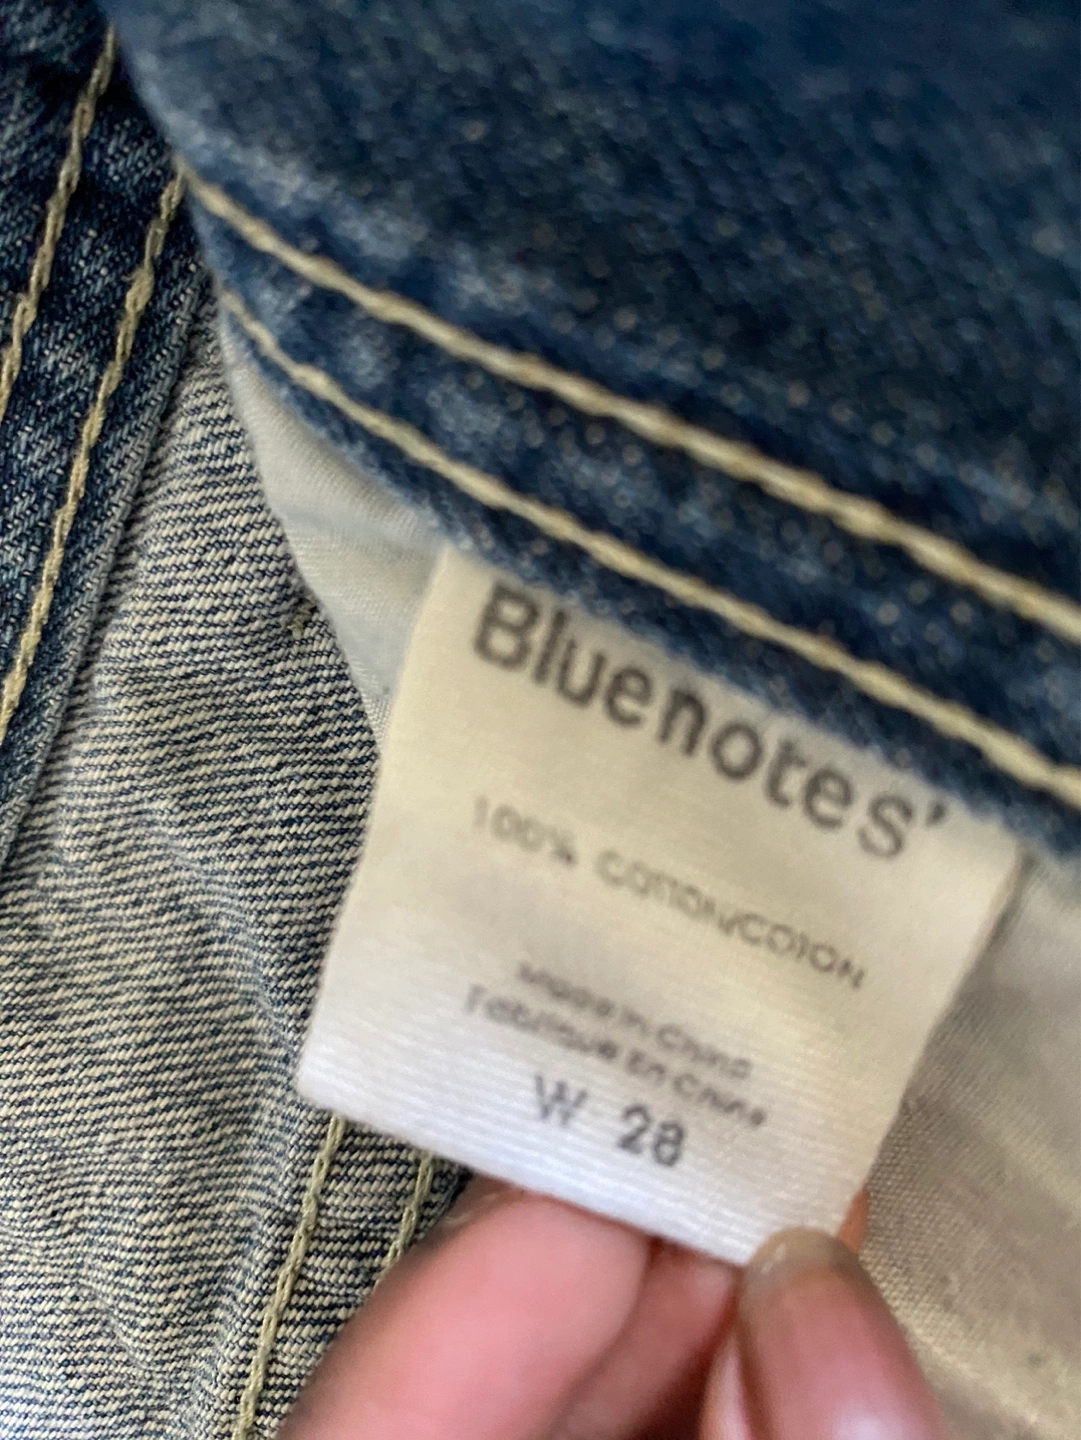 Bluenotes'
100% COTTON/COTON
Made in China
Fabriqué En Chine
W 28